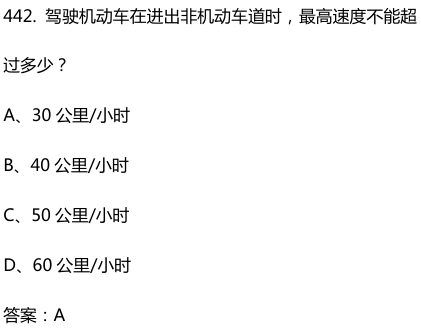 442. 驾驶机动车在进出非机动车道时，最高速度不能超
过多少？
A、30 公里/小时
B、40 公里/小时
C、50 公里/小时
D、60 公里/小时
答案：A